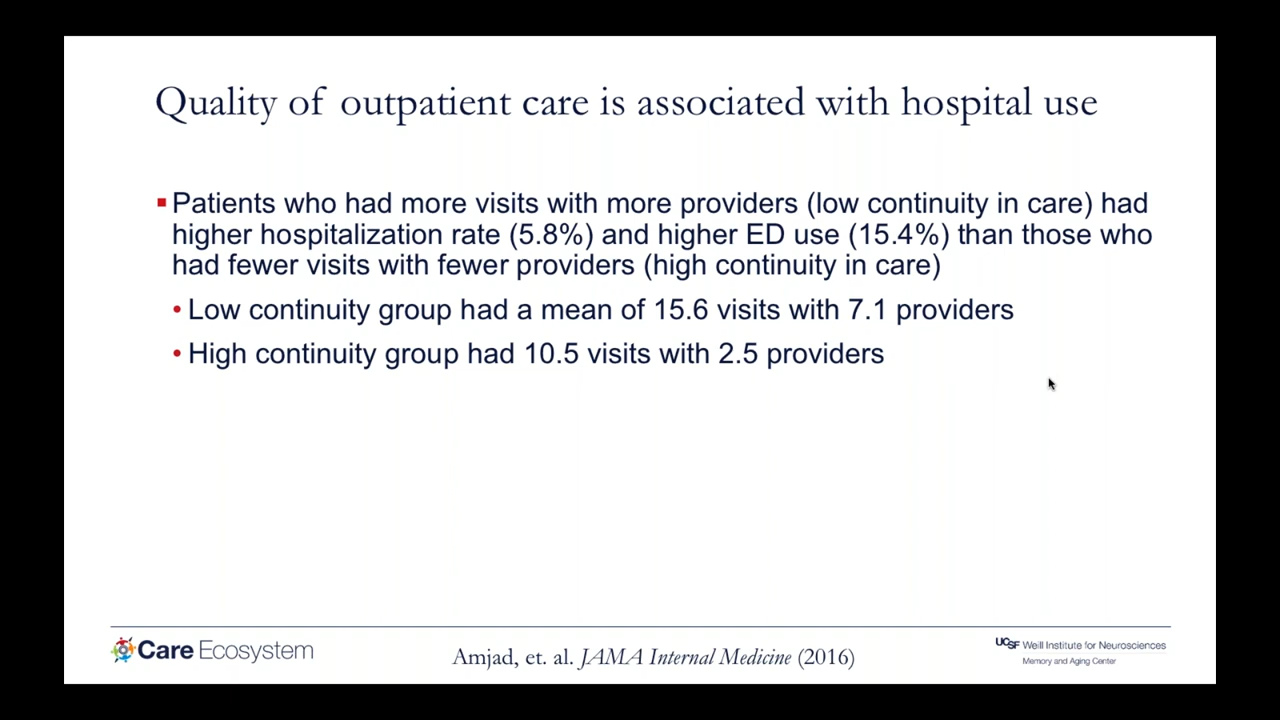 Quality of outpatient care is associated with hospital use
▪ Patients who had more visits with more providers (low continuity in care) had
higher hospitalization rate (5.8%) and higher ED use (15.4%) than those who
had fewer visits with fewer providers (high continuity in care)
• Low continuity group had a mean of 15.6 visits with 7.1 providers
• High continuity group had 10.5 visits with 2.5 providers
Care Ecosystem
Amjad, et. al. JAMA Internal Medicine (2016)
UCSF Weill Institute for Neurosciences
Memory and Aging Center